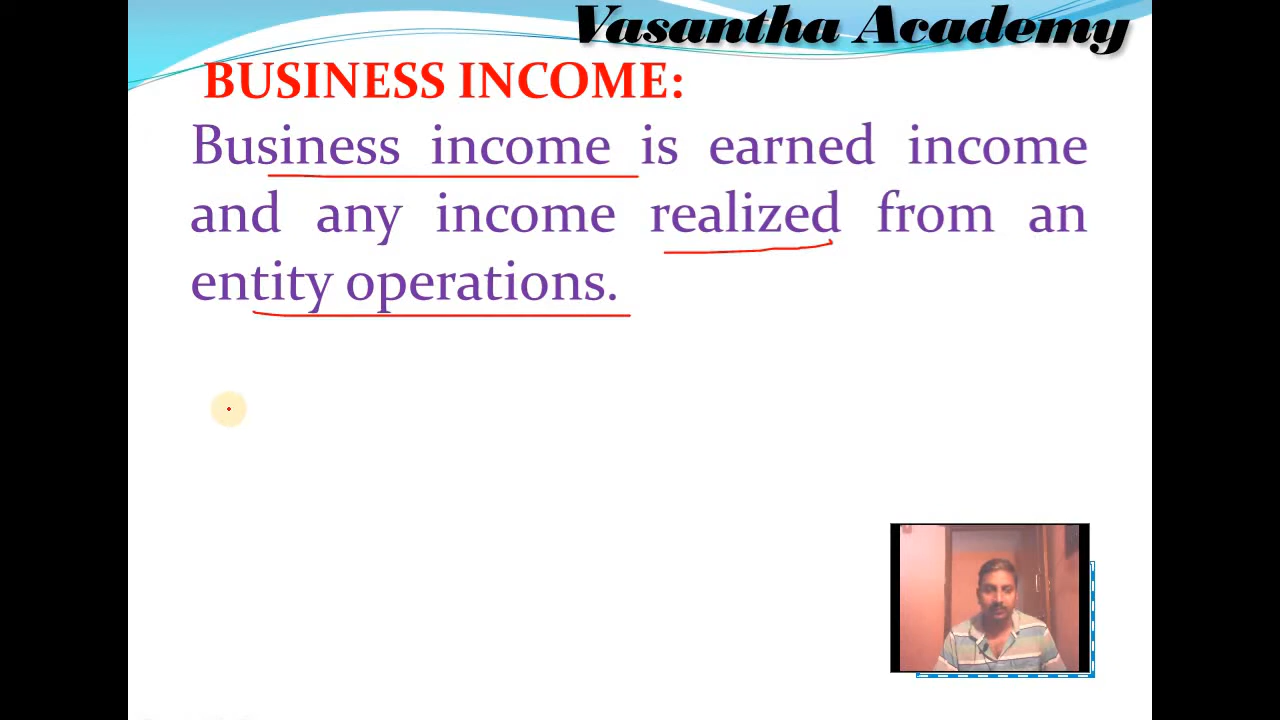 Vasantha Academy
BUSINESS INCOME:
Business income is earned income
and any income realized from an
entity operations.